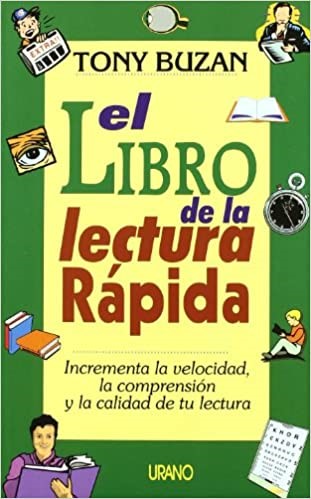 EXTRA!!
TONY BUZAN
el
LIBRO
de la
lectura
Rápida
Incrementa la velocidad,
la comprensión
y la calidad de tu lectura
URANO